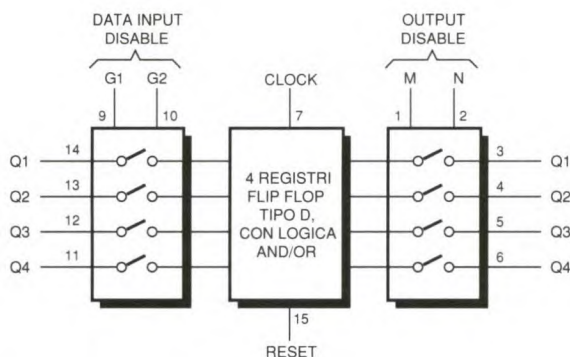 DATA INPUT
DISABLE
OUTPUT
DISABLE
G1 G2
CLOCK
M N
9 10
7
1 2
Q1 14
3 Q1
Q2 13
4 Q2
Q3 12
5 Q3
Q4 11
6 Q4
4 REGISTRI
FLIP FLOP
TIPO D,
CON LOGICA
AND/OR
15
RESET